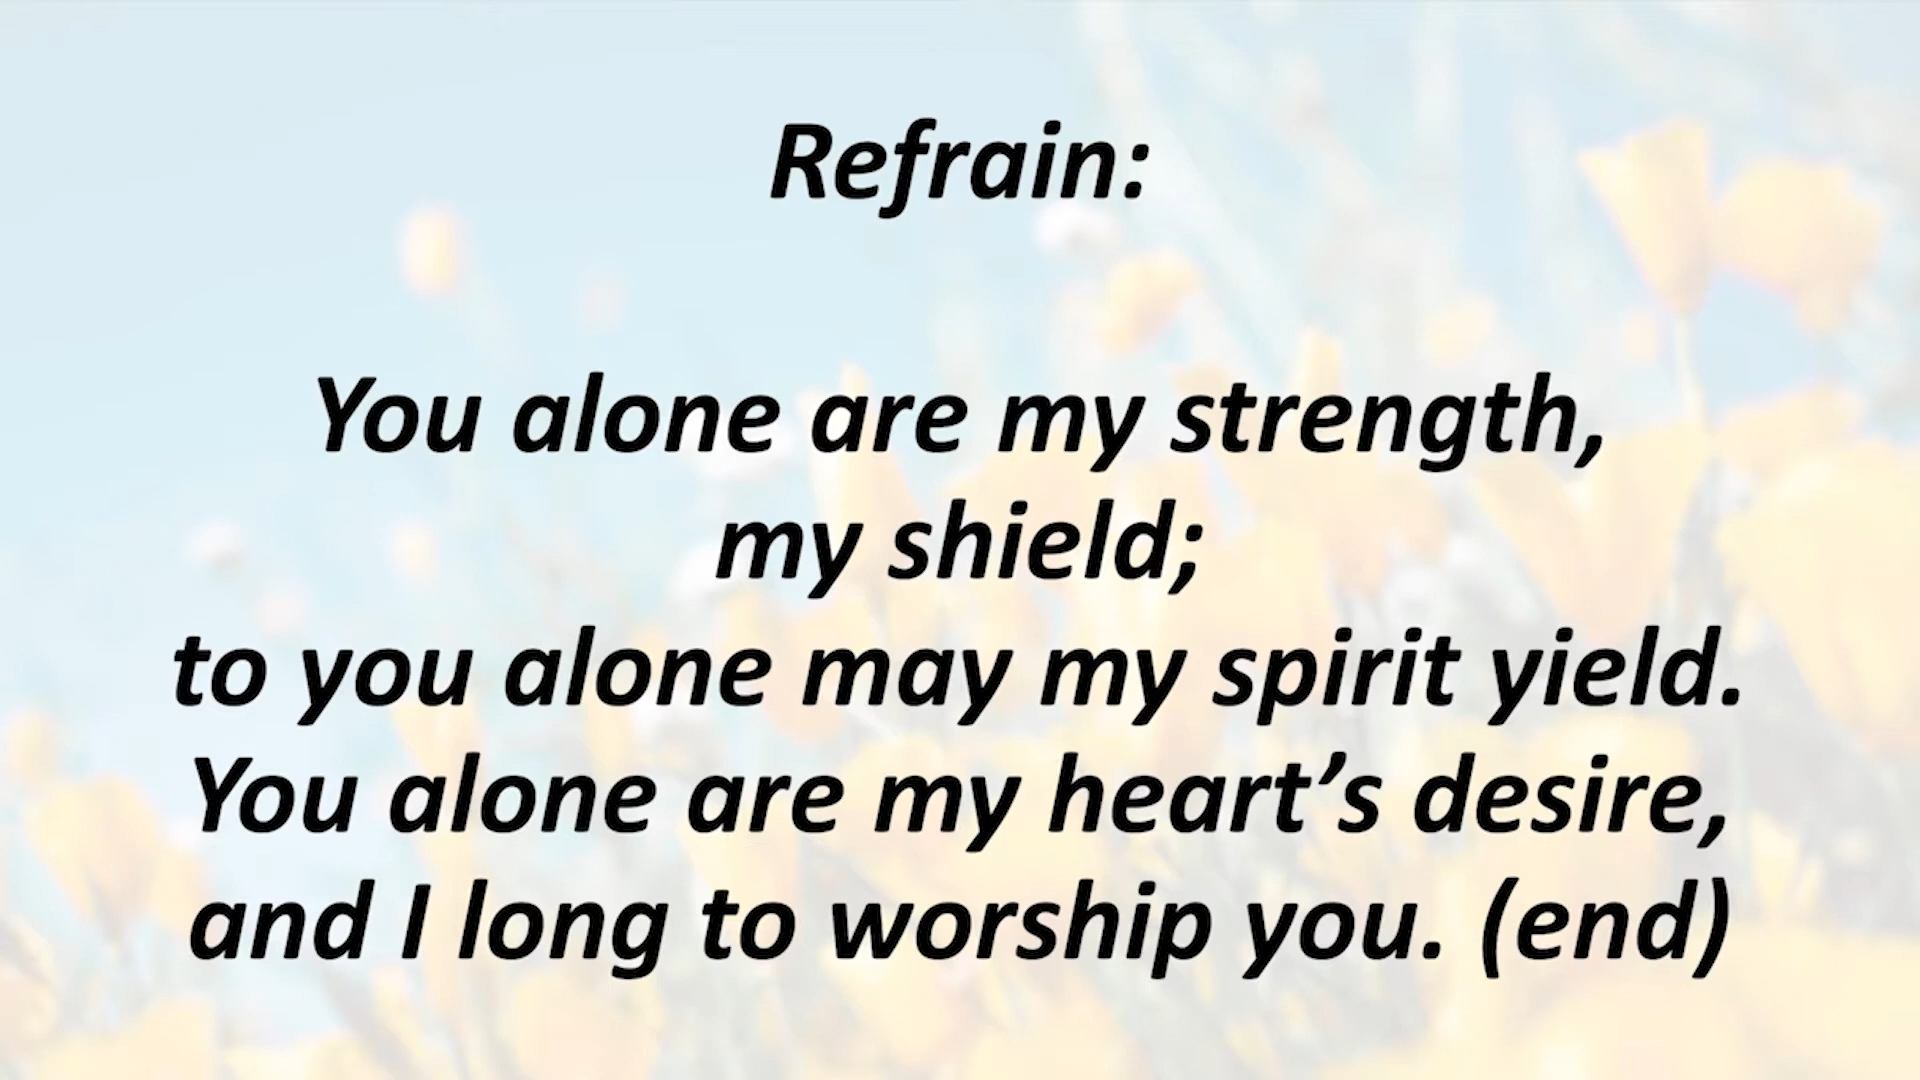 Refrain:
You alone are my strength,
my shield;
to you alone may my spirit yield.
You alone are my heart’s desire,
and I long to worship you. (end)